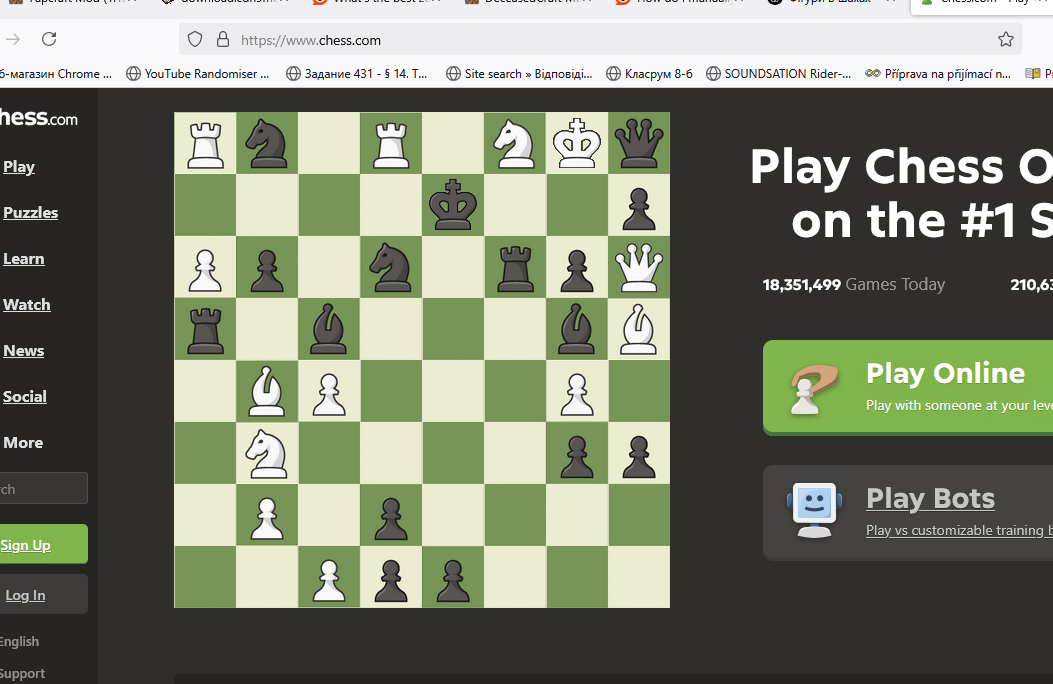 https://www.chess.com
YouTube Randomiser ...
Задание 431 - § 14. Т...
Site search » Відповіді...
Класрум 8-б
SOUNDSATION Rider-...
Příprava na přijímací n...
б-магазин Chrome ...
hess.com
Play
Puzzles
Learn
Watch
News
Social
More
rch
Sign Up
Log In
English
Support
Play Chess O
on the #1 S
18,351,499 Games Today
210,63
Play Online
Play with someone at your leve
Play Bots
Play vs customizable training b